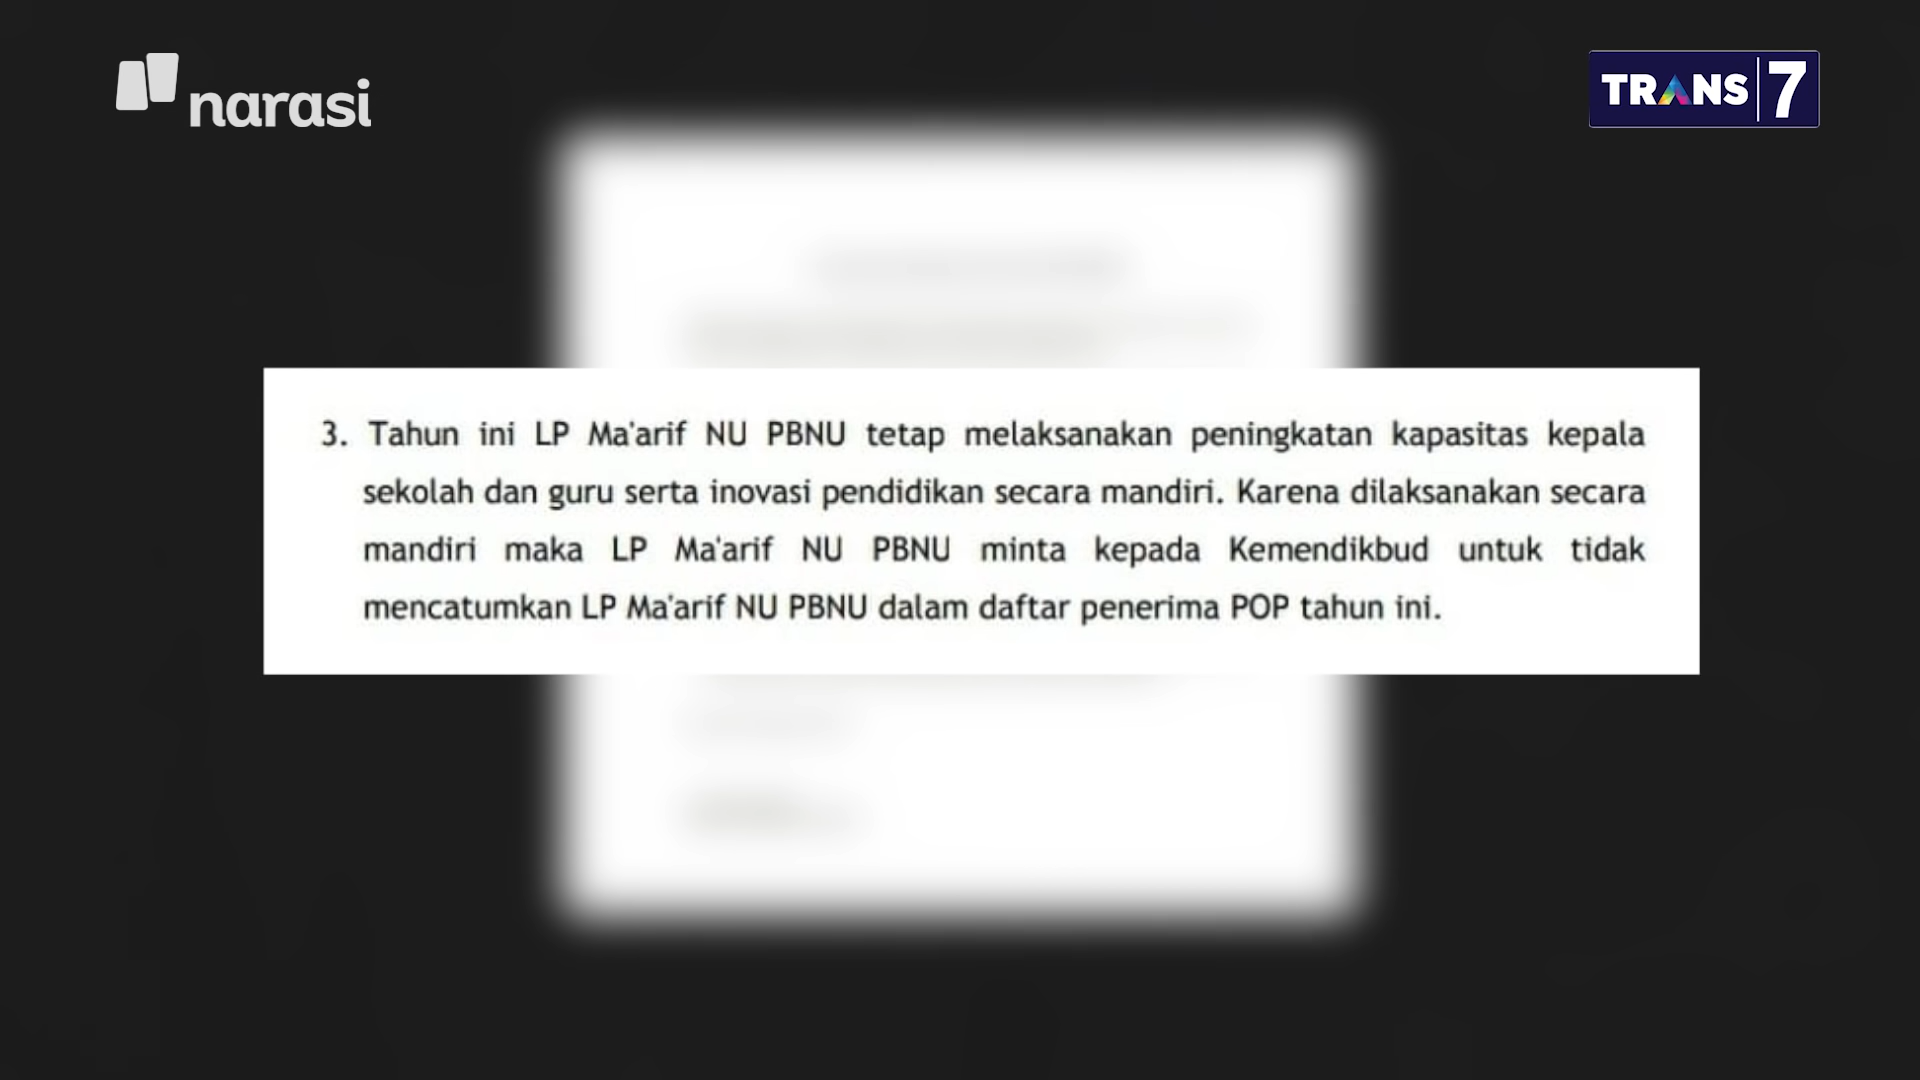 narasi
TRANS 7
3. Tahun ini LP Ma'arif NU PBNU tetap melaksanakan peningkatan kapasitas kepala
sekolah dan guru serta inovasi pendidikan secara mandiri. Karena dilaksanakan secara
mandiri maka LP Ma'arif NU PBNU minta kepada Kemendikbud untuk tidak
mencatumkan LP Ma'arif NU PBNU dalam daftar penerima POP tahun ini.